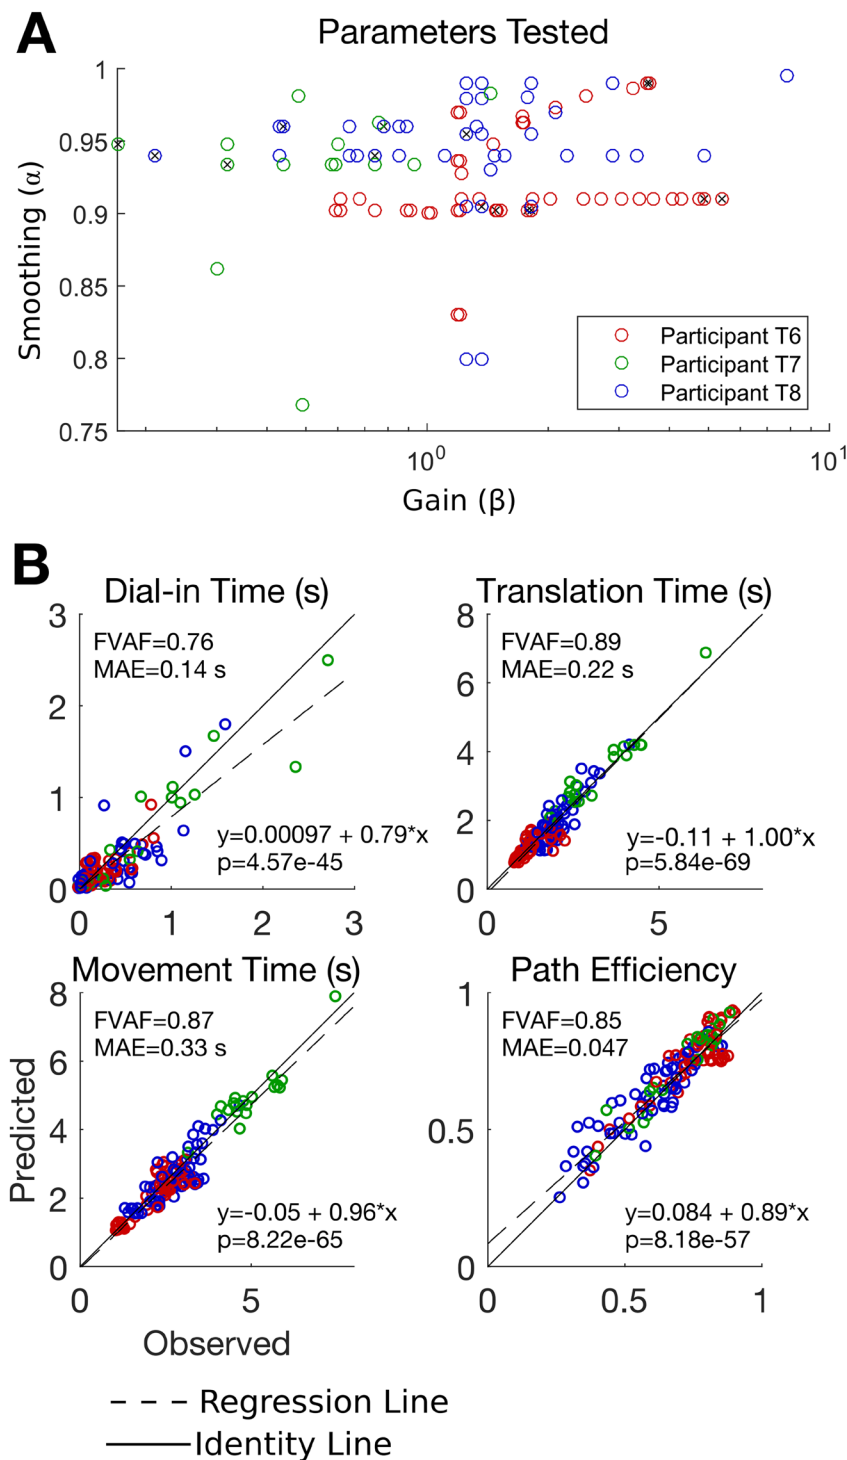 A
Parameters Tested
1
0.95
0.9
0.85
0.8
0.75
Smoothing (α)
Participant T6
Participant T7
Participant T8
10⁰
10¹
Gain (β)
B
Dial-in Time (s)
3
2
1
0
FVAF=0.76
MAE=0.14 s
y=0.00097 + 0.79*x
p=4.57e-45
0 1 2 3
Translation Time (s)
8
6
4
2
0
FVAF=0.89
MAE=0.22 s
y=-0.11 + 1.00*x
p=5.84e-69
0 5
Movement Time (s)
8
6
4
2
0
FVAF=0.87
MAE=0.33 s
y=-0.05 + 0.96*x
p=8.22e-65
0 5
Predicted
Observed
Path Efficiency
1
0.5
0
FVAF=0.85
MAE=0.047
y=0.084 + 0.89*x
p=8.18e-57
0 0.5 1
Regression Line
Identity Line